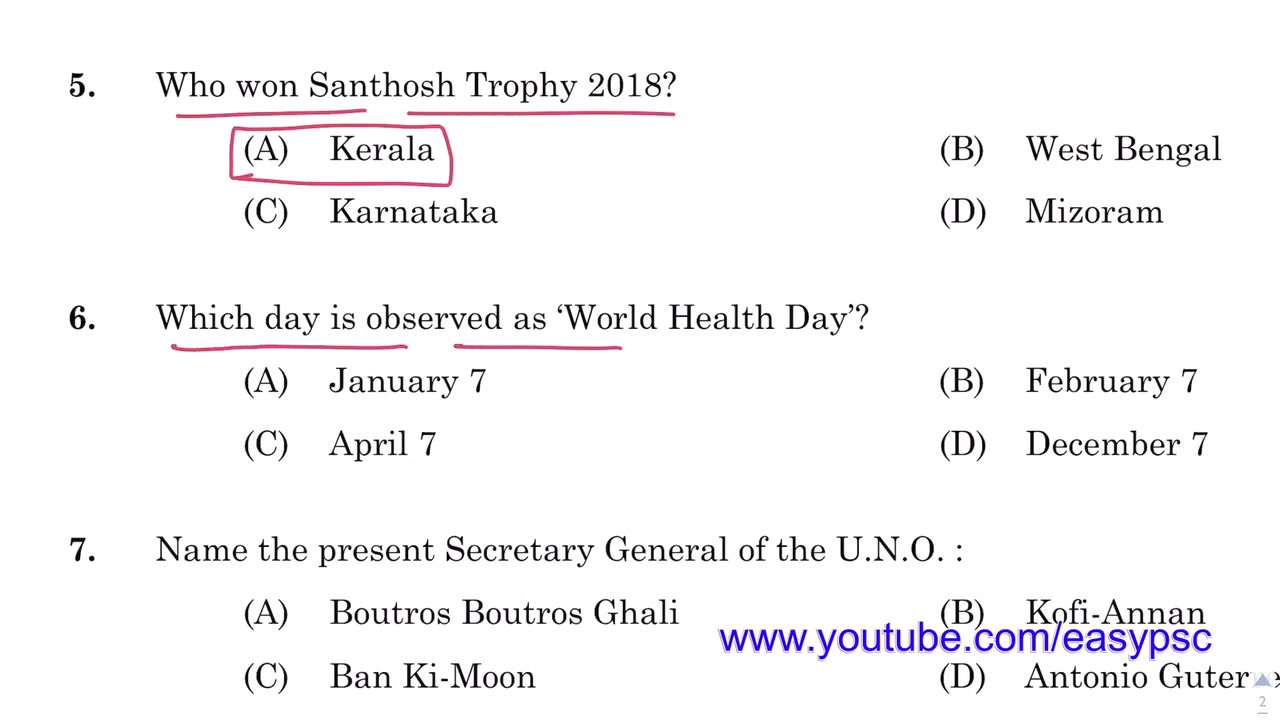 5. Who won Santhosh Trophy 2018?
(A) Kerala (B) West Bengal
(C) Karnataka (D) Mizoram
6. Which day is observed as ‘World Health Day’?
(A) January 7 (B) February 7
(C) April 7 (D) December 7
7. Name the present Secretary General of the U.N.O. :
(A) Boutros Boutros Ghali (B) Kofi-Annan
www.youtube.com/easypsc
(C) Ban Ki-Moon (D) Antonio
2